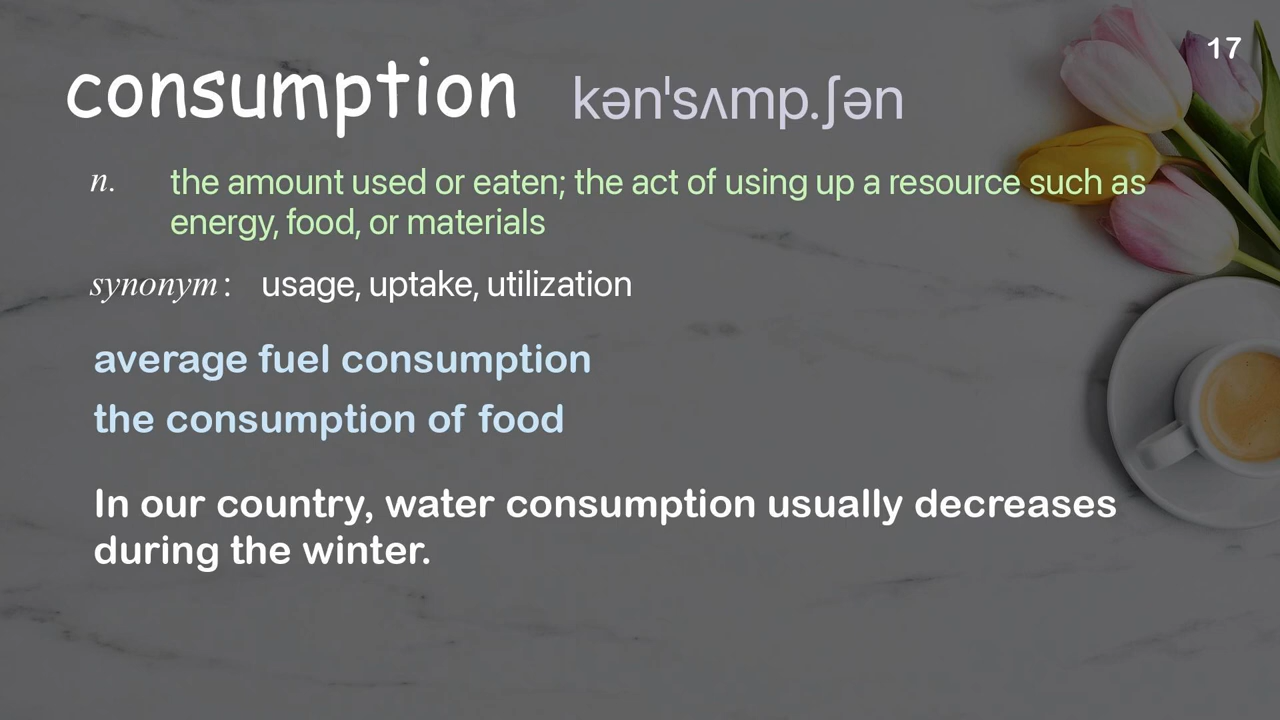 17
consumption kən'sʌmp.ʃən
n. the amount used or eaten; the act of using up a resource such as
energy, food, or materials
synonym: usage, uptake, utilization
average fuel consumption
the consumption of food
In our country, water consumption usually decreases
during the winter.